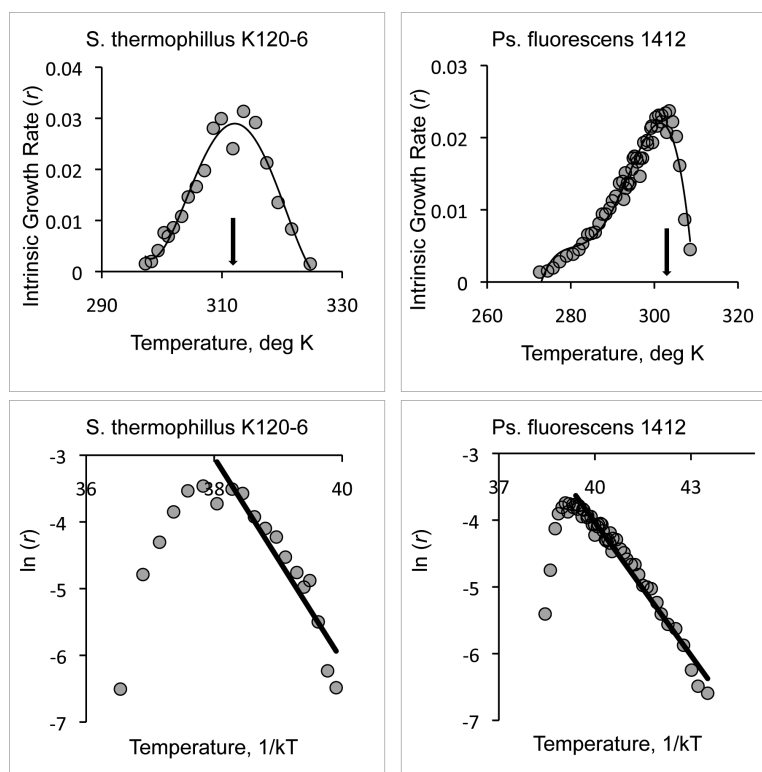 S. thermophillus K120-6
Intrinsic Growth Rate (r)
0.04
0.03
0.02
0.01
0
290
310
330
Temperature, deg K
Ps. fluorescens 1412
Intrinsic Growth Rate (r)
0.03
0.02
0.01
0
260
280
300
320
Temperature, deg K
S. thermophillus K120-6
ln (r)
36
38
40
-3
-4
-5
-6
-7
Temperature, 1/kT
Ps. fluorescens 1412
ln (r)
37
40
43
-3
-4
-5
-6
-7
Temperature, 1/kT